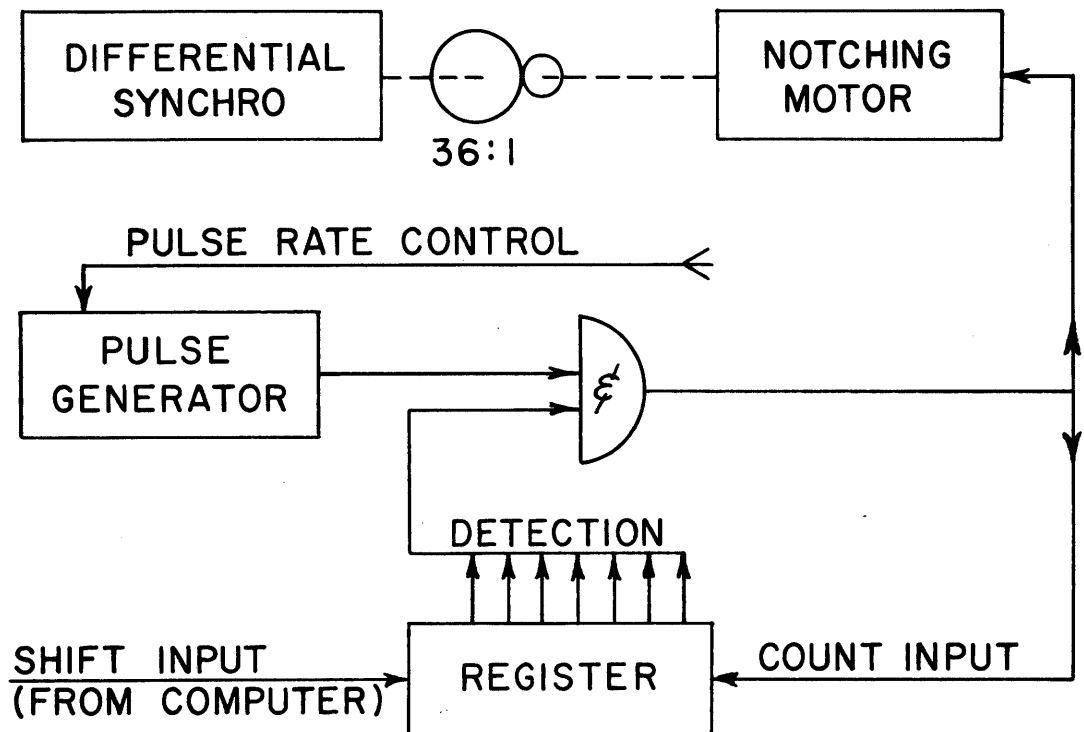 DIFFERENTIAL
SYNCHRO
36:1
NOTCHING
MOTOR
PULSE RATE CONTROL
PULSE
GENERATOR
&
DETECTION
SHIFT INPUT
(FROM COMPUTER)
REGISTER
COUNT INPUT